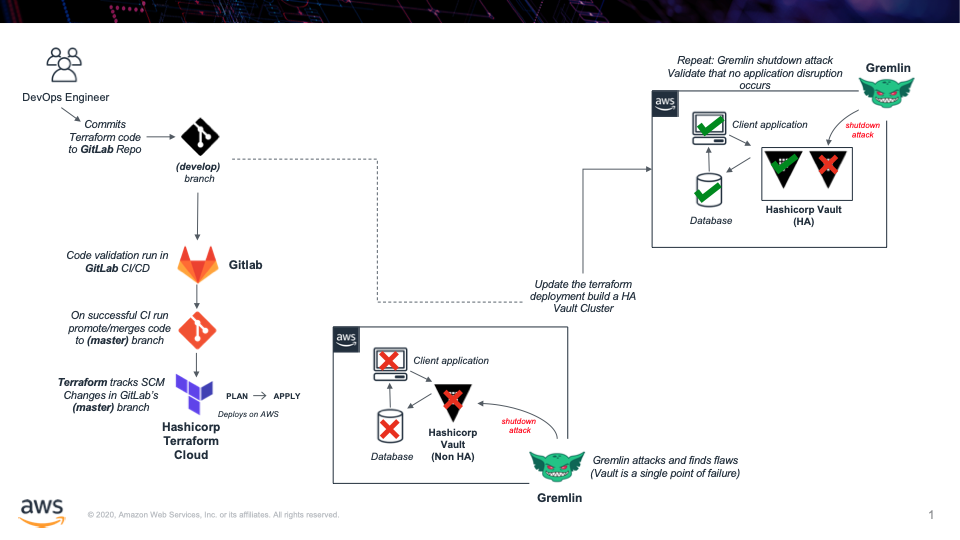 DevOps Engineer
Commits
Terraform code
to GitLab Repo
(develop)
branch
Code validation run in
GitLab CI/CD
Gitlab
On successful CI run
promote/merges code
to (master) branch
Terraform tracks SCM
Changes in GitLab's
(master) branch
PLAN
APPLY
Deploys on AWS
Hashicorp
Terraform
Cloud
aws
Client application
Database
Hashicorp
Vault
(Non HA)
shutdown
attack
Gremlin
Gremlin attacks and finds flaws
(Vault is a single point of failure)
Update the terraform
deployment build a HA
Vault Cluster
Repeat: Gremlin shutdown attack
Validate that no application disruption
occurs
Gremlin
aws
Client application
shutdown
attack
Database
Hashicorp Vault
(HA)
aws
© 2020, Amazon Web Services, Inc. or its affiliates. All rights reserved.
1